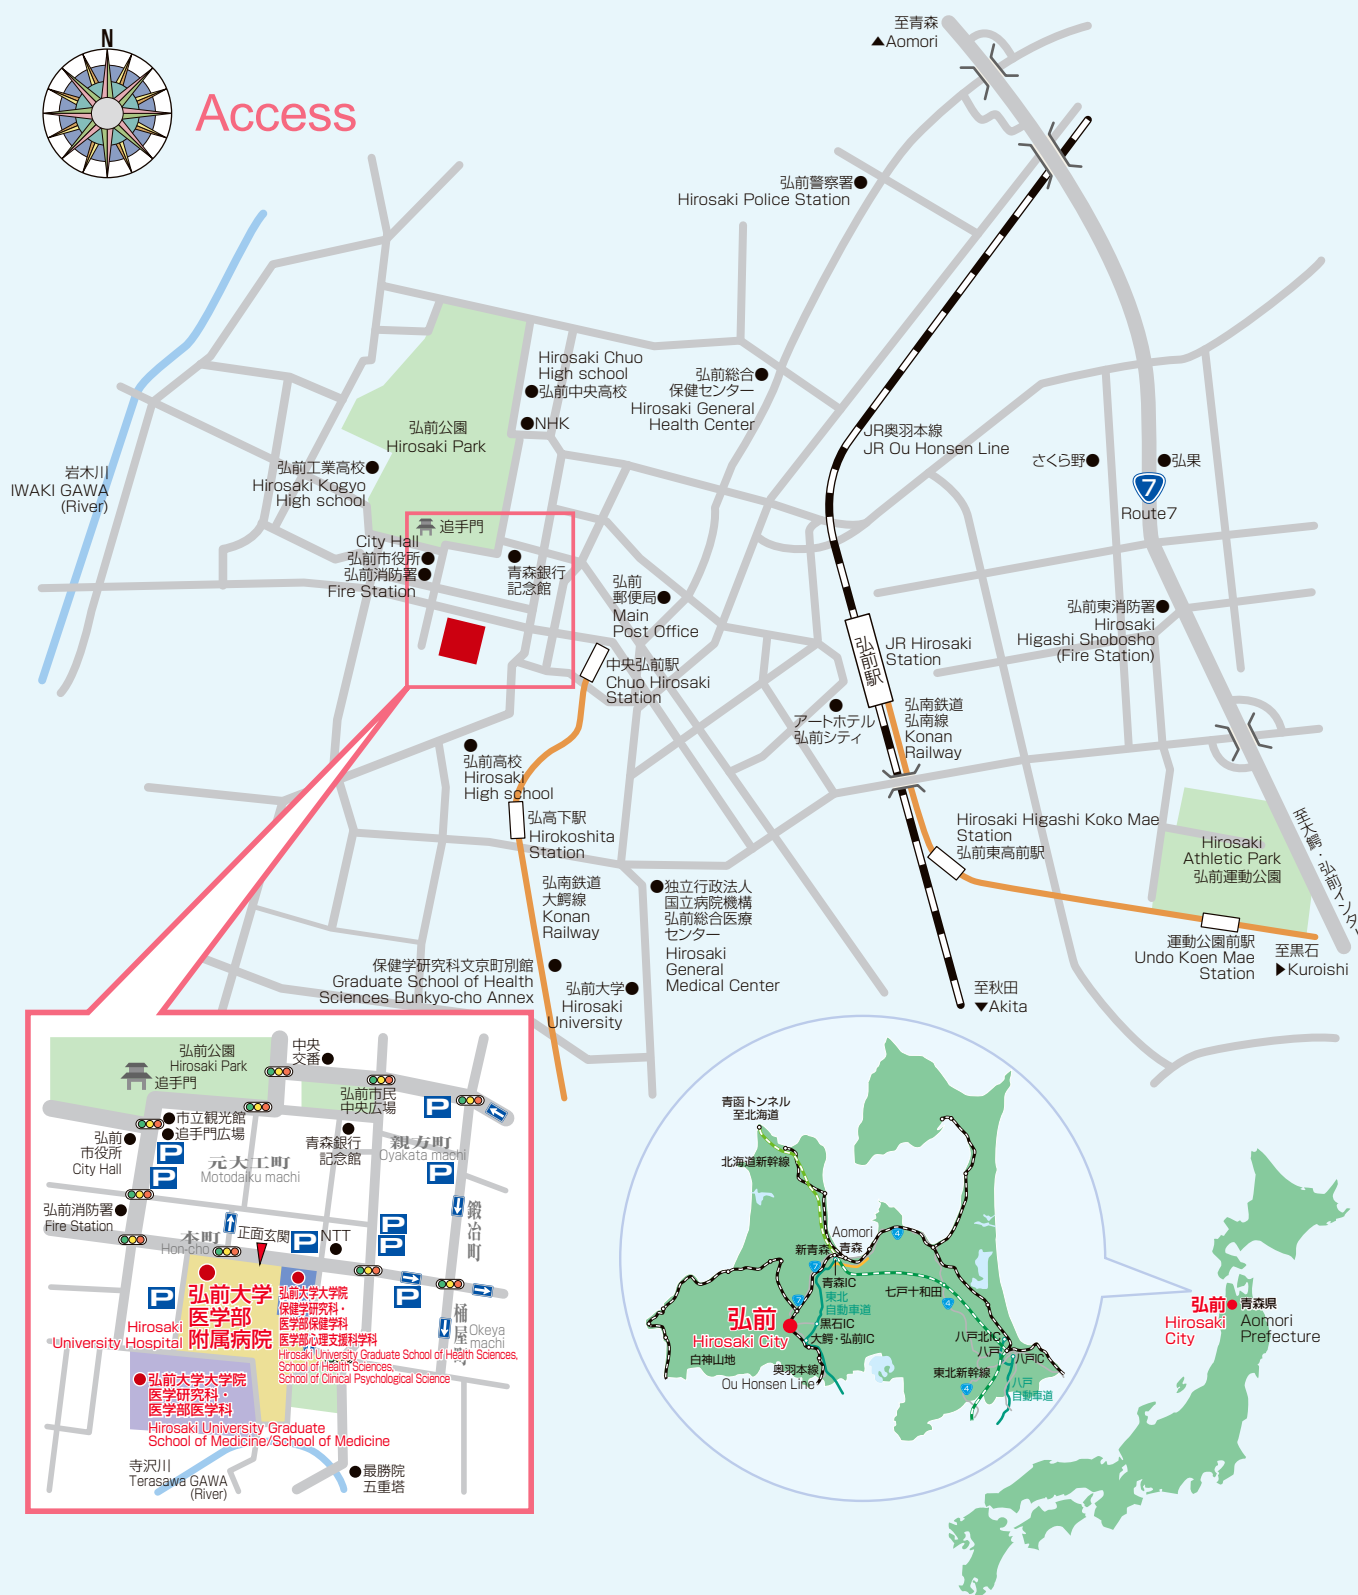 N
Access
至青森
▲Aomori
弘前警察署
Hirosaki Police Station
Hirosaki Chuo
High school
弘前中央高校
NHK
弘前総合
保健センター
Hirosaki General
Health Center
弘前公園
Hirosaki Park
JR奥羽本線
JR Ou Honsen Line
さくら野
弘果
7
Route7
岩木川
IWAKI GAWA
(River)
弘前工業高校
Hirosaki Kogyo
High school
追手門
City Hall
弘前市役所
弘前消防署
Fire Station
青森銀行
記念館
弘前
郵便局
Main
Post Office
弘前東消防署
Hirosaki
Higashi Shobosho
(Fire Station)
弘前駅
JR Hirosaki
Station
中央弘前駅
Chuo Hirosaki
Station
アートホテル
弘前シティ
弘南鉄道
弘南線
Konan
Railway
弘前高校
Hirosaki
High school
弘高下駅
Hirokoshita
Station
Hirosaki Higashi Koko Mae
Station
弘前東高前駅
至大鰐・弘前インター
Hirosaki
Athletic Park
弘前運動公園
弘南鉄道
大鰐線
Konan
Railway
独立行政法人
国立病院機構
弘前総合医療
センター
Hirosaki
General
Medical Center
運動公園前駅
Undo Koen Mae
Station
至黒石
▶Kuroishi
保健学研究科文京町別館
Graduate School of Health
Sciences Bunkyo-cho Annex
弘前大学
Hirosaki
University
至秋田
▼Akita
弘前公園
Hirosaki Park
追手門
中央
交番
弘前市民
中央広場
P
市立観光館
追手門広場
弘前
市役所
City Hall
P
P
青森銀行
記念館
親方町
Oyakata machi
P
元大工町
Motodaiku machi
弘前消防署
Fire Station
鍛冶町
本町
Hon-cho
正面玄関
P
NTT
P
P
P
P
弘前大学
医学部
附属病院
Hirosaki
University Hospital
弘前大学大学院
保健学研究科・
医学部保健学科
医学部心理支援科学科
Hirosaki University Graduate School of Health Sciences,
School of Health Sciences,
School of Clinical Psychological Science
桶屋町
Okeya
machi
弘前大学大学院
医学研究科・
医学部医学科
Hirosaki University Graduate
School of Medicine/School of Medicine
寺沢川
Terasawa GAWA
(River)
最勝院
五重塔
青函トンネル
至北海道
北海道新幹線
Aomori
青森
新青森
4
7
青森IC
東北
自動車道
7
七戸十和田
4
弘前
Hirosaki City
黒石IC
大鰐・弘前IC
八戸北IC
八戸
八戸IC
白神山地
奥羽本線
Ou Honsen Line
東北新幹線
4
八戸
自動車道
弘前
Hirosaki
City
青森県
Aomori
Prefecture